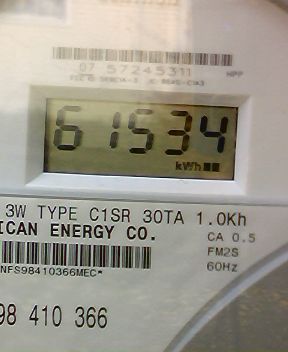 07 57245311 HPP
61534
kWh
3W TYPE C1SR 30TA 1.0Kh
ICAN ENERGY CO.
CA 0.5
FM2S
60Hz
NFS98410366MEC*
98 410 366